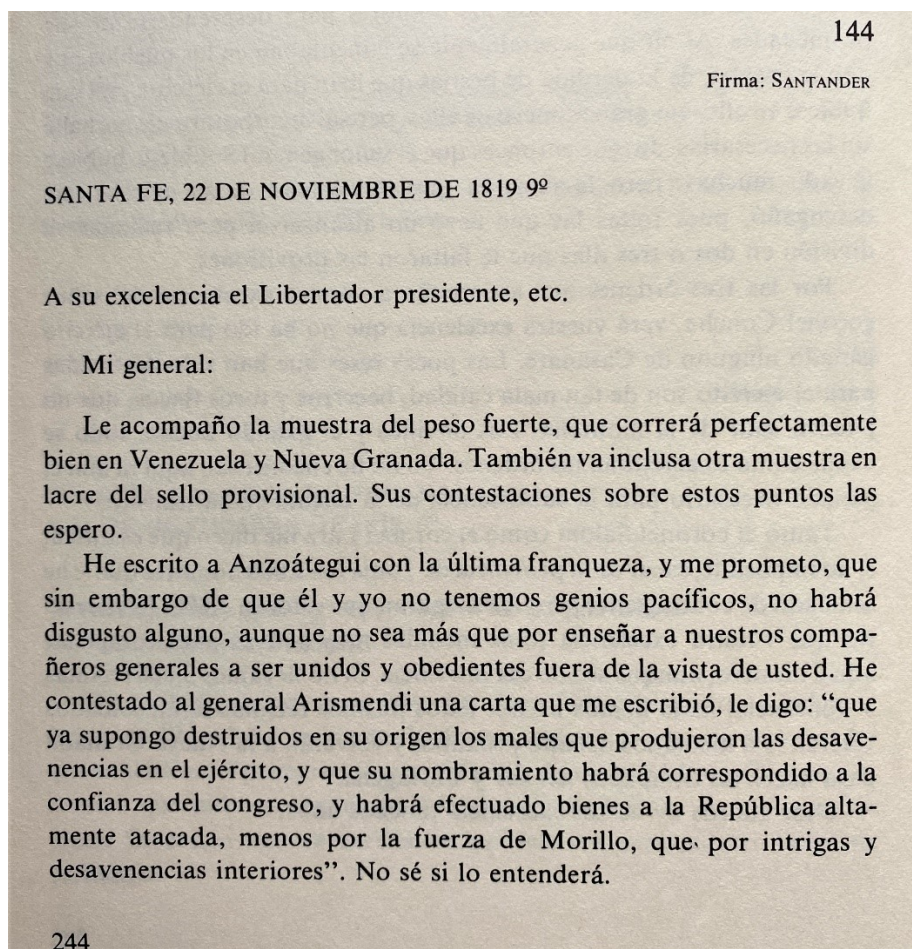 144
Firma: SANTANDER
SANTA FE, 22 DE NOVIEMBRE DE 1819 9º
A su excelencia el Libertador presidente, etc.
Mi general:
Le acompaño la muestra del peso fuerte, que correrá perfectamente
bien en Venezuela y Nueva Granada. También va inclusa otra muestra en
lacre del sello provisional. Sus contestaciones sobre estos puntos las
espero.
He escrito a Anzoátegui con la última franqueza, y me prometo, que
sin embargo de que él y yo no tenemos genios pacíficos, no habrá
disgusto alguno, aunque no sea más que por enseñar a nuestros compa-
ñeros generales a ser unidos y obedientes fuera de la vista de usted. He
contestado al general Arismendi una carta que me escribió, le digo: “que
ya supongo destruidos en su origen los males que produjeron las desave-
nencias en el ejército, y que su nombramiento habrá correspondido a la
confianza del congreso, y habrá efectuado bienes a la República alta-
mente atacada, menos por la fuerza de Morillo, que por intrigas y
desavenencias interiores”. No sé si lo entenderá.
244